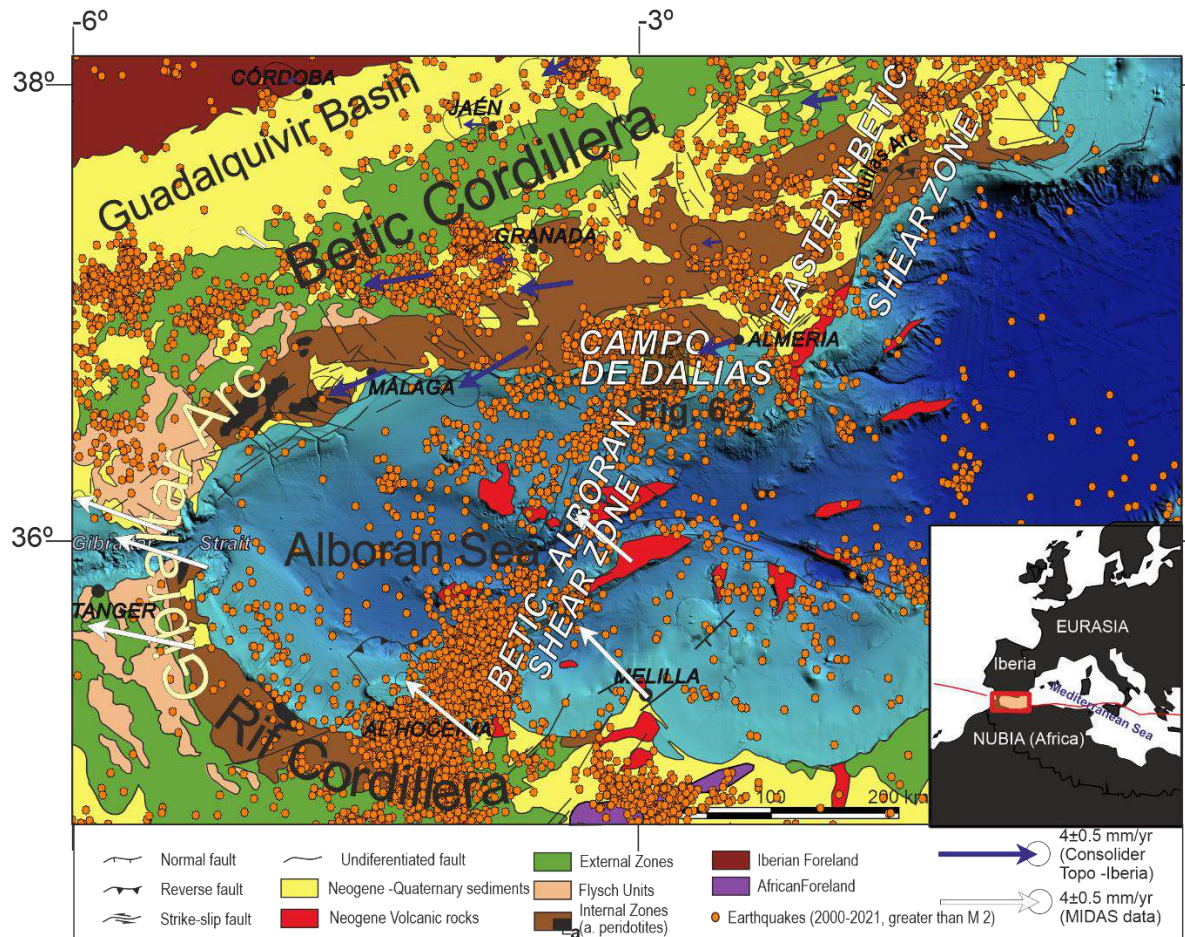 -6º
-3º
38º
36º
CÓRDOBA
JAÉN
Guadalquivir Basin
Betic Cordillera
GRANADA
EASTERN BETIC
SHEAR ZONE
Aguilas Arc
CAMPO
DE DALIAS
ALMERÍA
Fig. 6.2
MÁLAGA
Gibraltar Arc
Gibraltar Strait
Alboran Sea
BETIC - ALBORAN
SHEAR ZONE
TANGER
MELILLA
AL HOCEIMA
Rif Cordillera
100
200 km
EURASIA
Iberia
Mediterranean Sea
NUBIA (Africa)
Normal fault
Reverse fault
Strike-slip fault
Undiferentiated fault
Neogene -Quaternary sediments
Neogene Volcanic rocks
External Zones
Flysch Units
Internal Zones
(a. peridotites)
a
Iberian Foreland
AfricanForeland
Earthquakes (2000-2021, greater than M 2)
4±0.5 mm/yr
(Consolider
Topo -Iberia)
4±0.5 mm/yr
(MIDAS data)